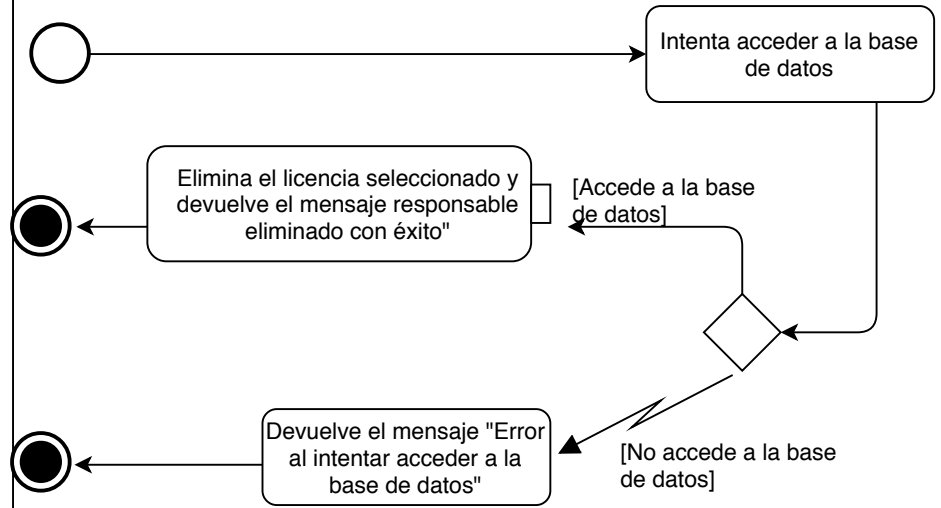 Intenta acceder a la base
de datos
Elimina el licencia seleccionado y
devuelve el mensaje responsable
eliminado con éxito"
[Accede a la base
de datos]
Devuelve el mensaje "Error
al intentar acceder a la
base de datos"
[No accede a la base
de datos]